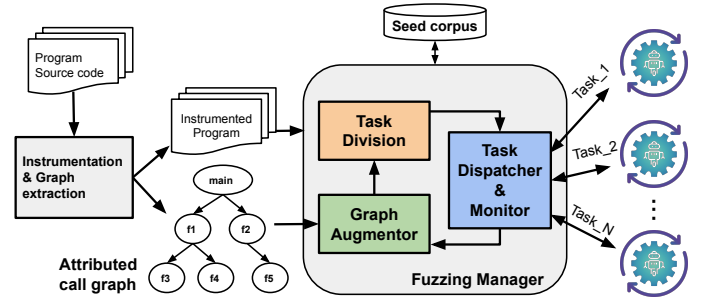 Program
Source code
Seed corpus
Instrumented
Program
Instrumentation
& Graph
extraction
main
f1
f2
f3
f4
f5
Attributed
call graph
Task
Division
Graph
Augmentor
Task
Dispatcher
&
Monitor
Fuzzing Manager
Task_1
Task_2
...
Task_N